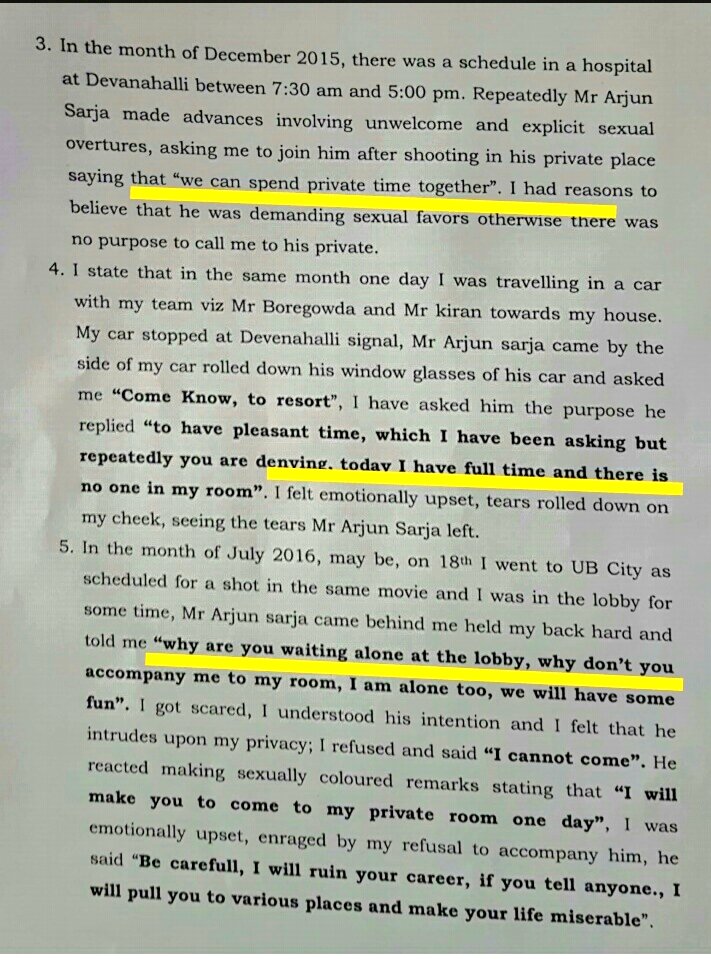 3. In the month of December 2015, there was a schedule in a hospital
at Devanahalli between 7:30 am and 5:00 pm. Repeatedly Mr Arjun
Sarja made advances involving unwelcome and explicit sexual
overtures, asking me to join him after shooting in his private place
saying that “we can spend private time together”. I had reasons to
believe that he was demanding sexual favors otherwise there was
no purpose to call me to his private.
4. I state that in the same month one day I was travelling in a car
with my team viz Mr Boregowda and Mr kiran towards my house.
My car stopped at Devenahalli signal, Mr Arjun sarja came by the
side of my car rolled down his window glasses of his car and asked
me “Come Know, to resort”, I have asked him the purpose he
replied “to have pleasant time, which I have been asking but
repeatedly you are denying, today I have full time and there is
no one in my room”. I felt emotionally upset, tears rolled down on
my cheek, seeing the tears Mr Arjun Sarja left.
5. In the month of July 2016, may be, on 18th I went to UB City as
scheduled for a shot in the same movie and I was in the lobby for
some time, Mr Arjun sarja came behind me held my back hard and
told me “why are you waiting alone at the lobby, why don’t you
accompany me to my room, I am alone too, we will have some
fun”. I got scared, I understood his intention and I felt that he
intrudes upon my privacy; I refused and said “I cannot come”. He
reacted making sexually coloured remarks stating that “I will
make you to come to my private room one day”, I was
emotionally upset, enraged by my refusal to accompany him, he
said “Be carefull, I will ruin your career, if you tell anyone., I
will pull you to various places and make your life miserable”.